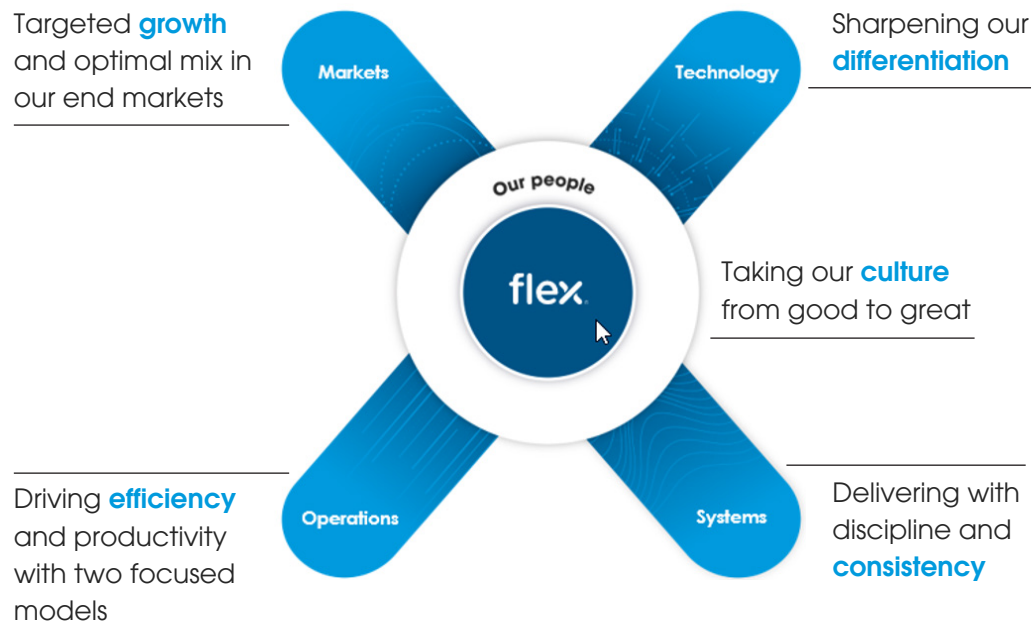 Targeted growth
and optimal mix in
our end markets
Markets
Technology
Sharpening our
differentiation
Our people
flex.
Taking our culture
from good to great
Driving efficiency
and productivity
with two focused
models
Operations
Systems
Delivering with
discipline and
consistency